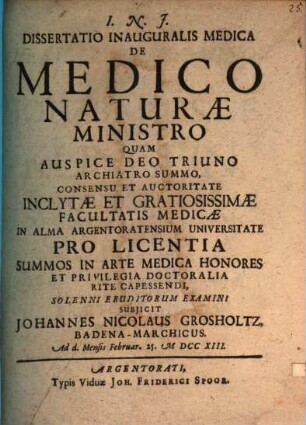 I. N. J.
25
DISSERTATIO INAUGURALIS MEDICA
DE
MEDICO
NATURÆ
MINISTRO
QUAM
AUSPICE DEO TRIUNO
ARCHIATRO SUMMO,
CONSENSU ET AUCTORITATE
INCLYTÆ ET GRATIOSISSIMÆ
FACULTATIS MEDICÆ
IN ALMA ARGENTORATENSIUM UNIVERSITATE
PRO LICENTIA
SUMMOS IN ARTE MEDICA HONORES
ET PRIVILEGIA DOCTORALIA
RITE CAPESSENDI,
SOLENNI ERUDITORUM EXAMINI
SUBJICIT
JOHANNES NICOLAUS GROSHOLTZ,
BADENA-MARCHICUS.
Ad d. Mensis Februar. 25. M DCC XIII.
ARGENTORATI,
Typis Viduæ JOH. FRIDERICI SPOOR.